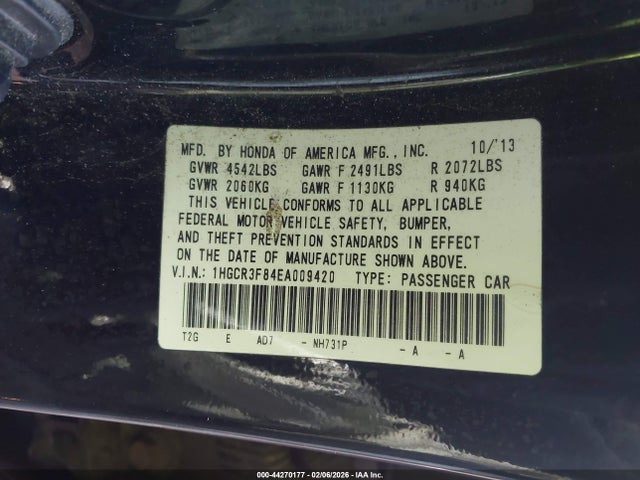 MFD. BY HONDA OF AMERICA MFG., INC. 10/'13
GVWR 4542LBS GAWR F 2491LBS R 2072LBS
GVWR 2060KG GAWR F 1130KG R 940KG
THIS VEHICLE CONFORMS TO ALL APPLICABLE
FEDERAL MOTOR VEHICLE SAFETY, BUMPER,
AND THEFT PREVENTION STANDARDS IN EFFECT
ON THE DATE OF MANUFACTURE SHOWN ABOVE.
V.I.N.: 1HGCR3F84EA009420 TYPE: PASSENGER CAR
T2G E AD7 - NH731P - A - A
000-44270177 - 02/06/2026 - IAA Inc.